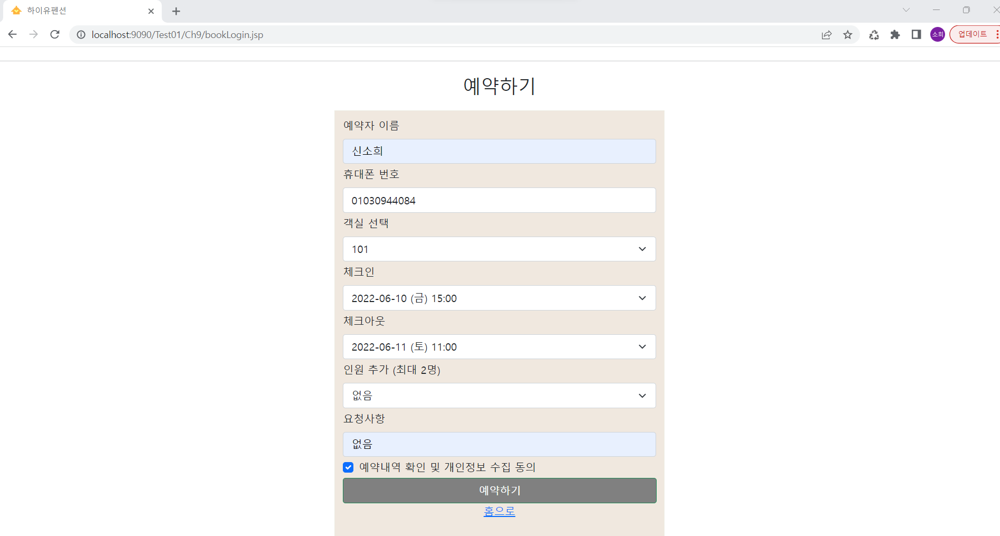 하이유펜션
localhost:9090/Test01/Ch9/bookLogin.jsp
소희
업데이트
예약하기
예약자 이름
신소희
휴대폰 번호
01030944084
객실 선택
101
체크인
2022-06-10 (금) 15:00
체크아웃
2022-06-11 (토) 11:00
인원 추가 (최대 2명)
없음
요청사항
없음
예약내역 확인 및 개인정보 수집 동의
예약하기
홈으로